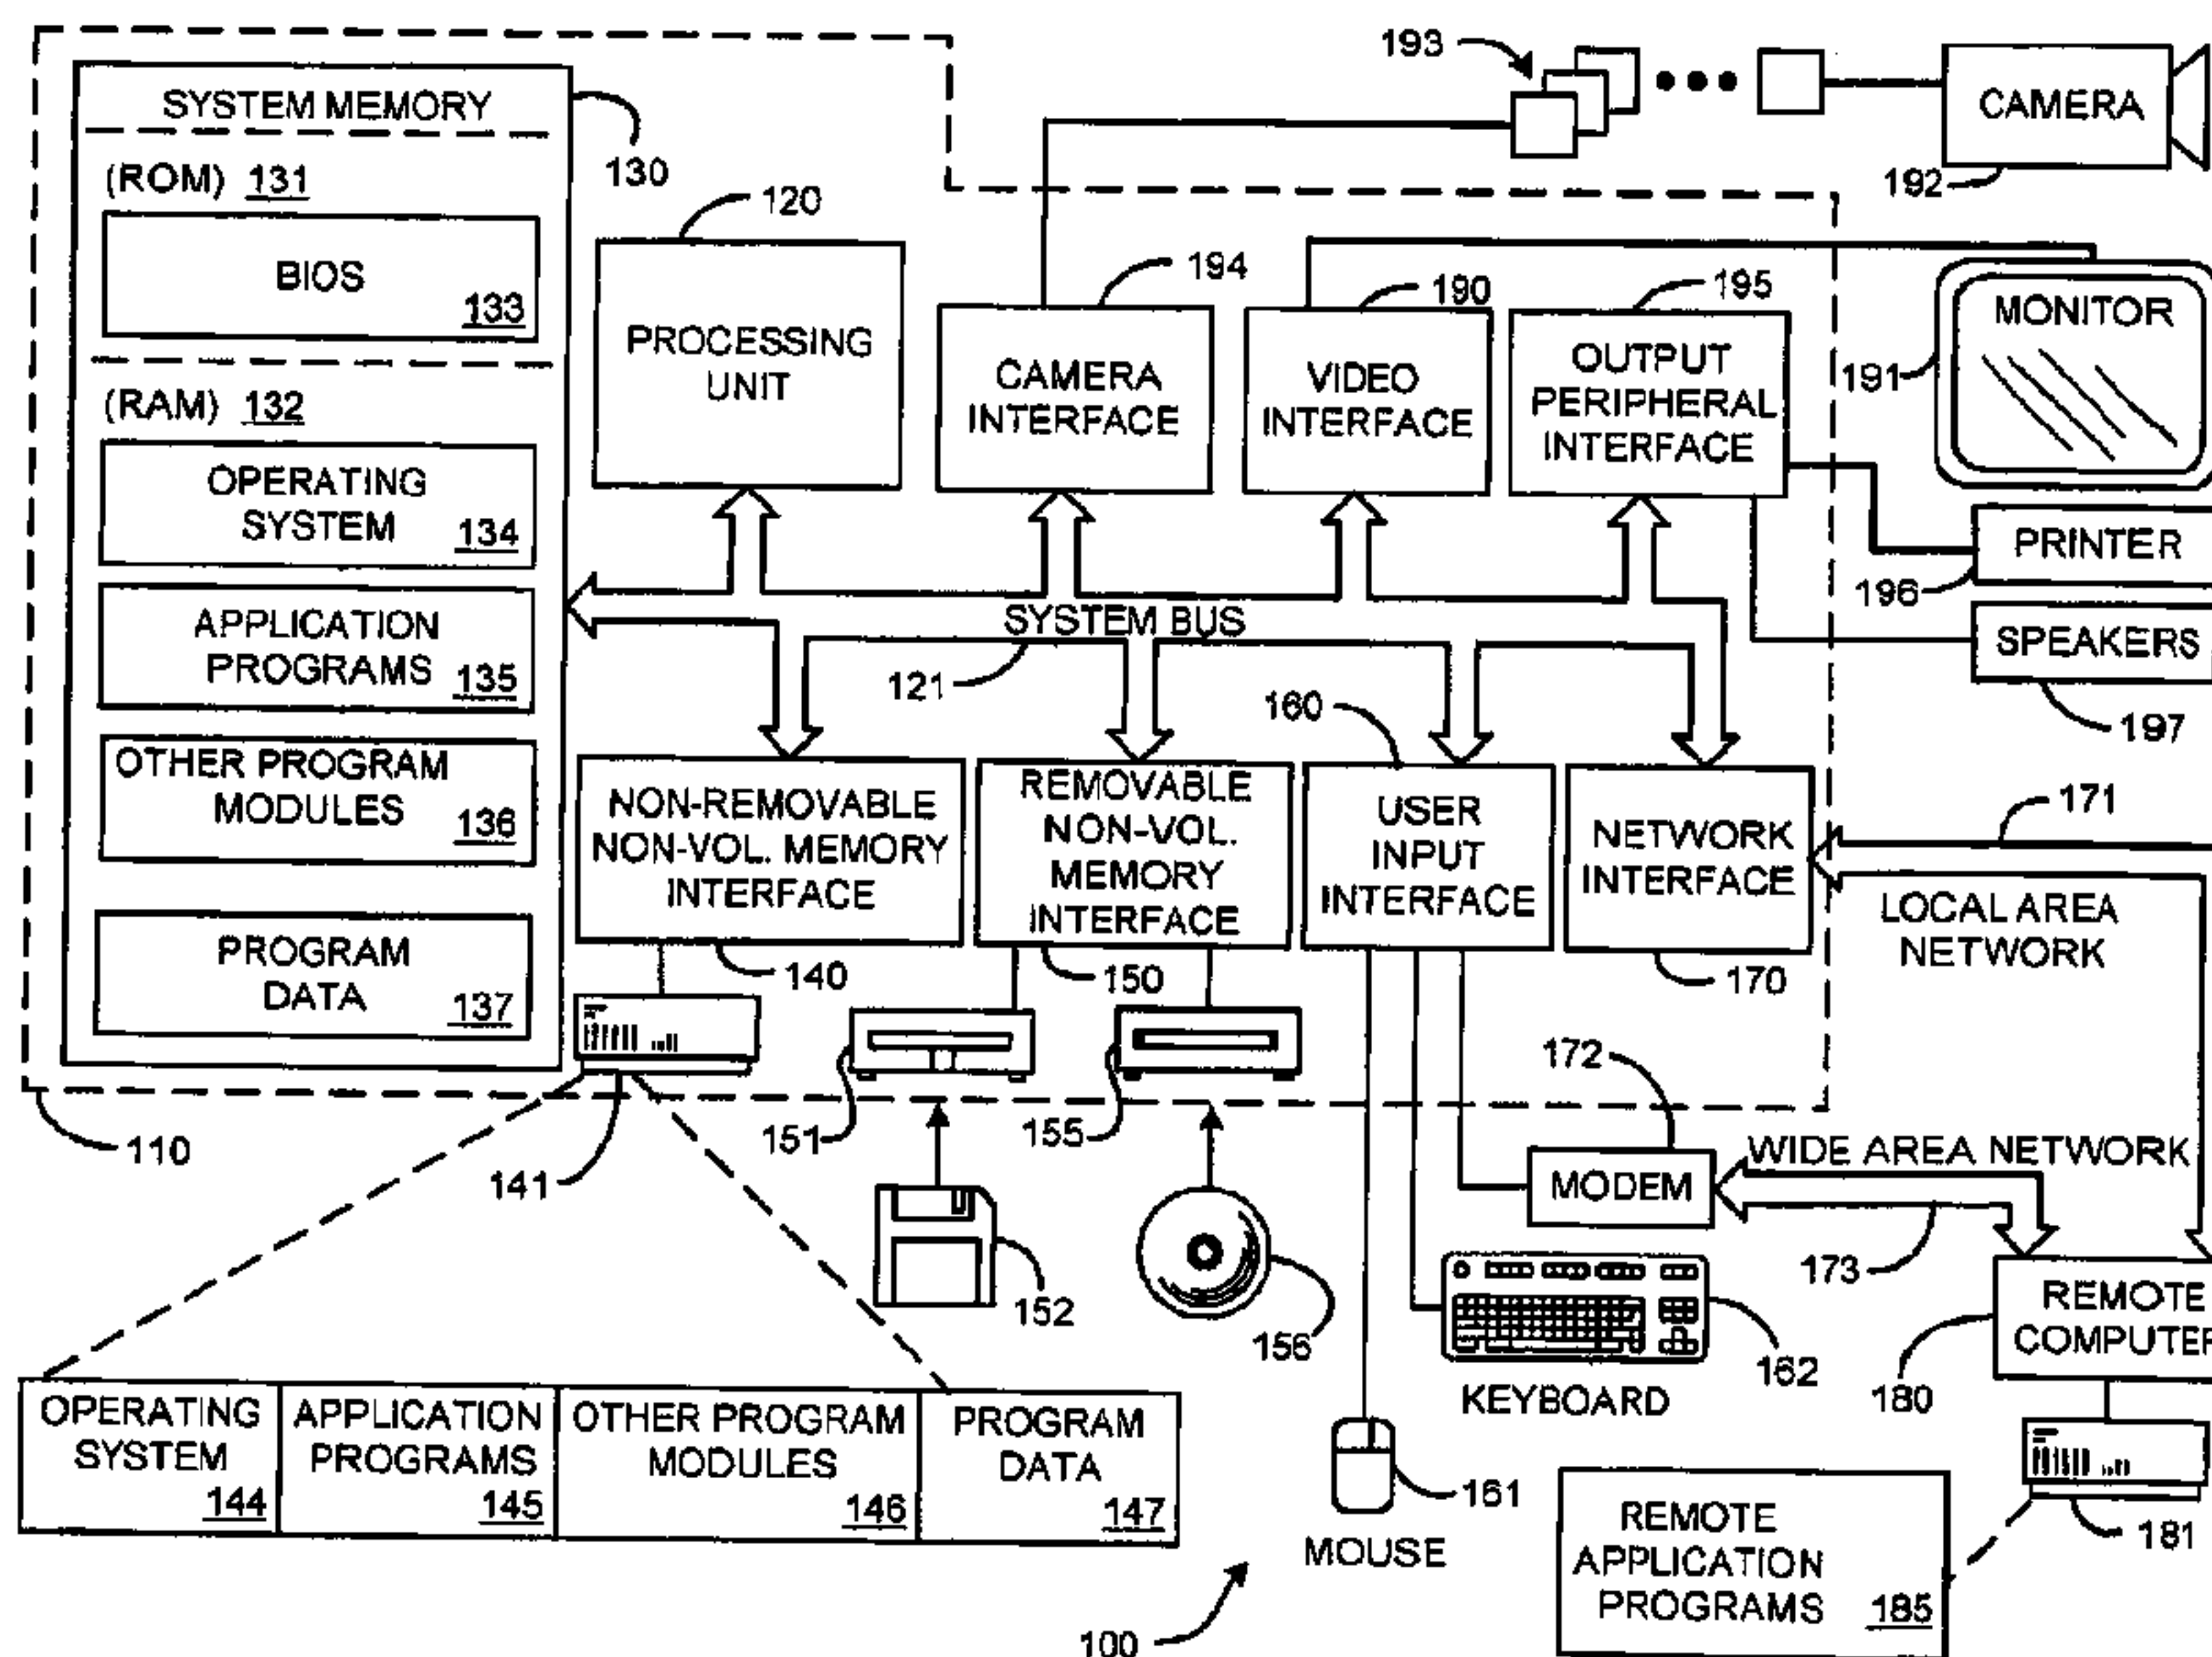 193
CAMERA
192
SYSTEM MEMORY
130
(ROM) 131
BIOS
133
(RAM) 132
OPERATING
SYSTEM 134
APPLICATION
PROGRAMS 135
OTHER PROGRAM
MODULES 136
PROGRAM
DATA 137
120
PROCESSING
UNIT
194
CAMERA
INTERFACE
190
VIDEO
INTERFACE
195
OUTPUT
PERIPHERAL
INTERFACE
MONITOR
191
PRINTER
196
SPEAKERS
197
SYSTEM BUS
121
NON-REMOVABLE
NON-VOL. MEMORY
INTERFACE
140
REMOVABLE
NON-VOL.
MEMORY
INTERFACE
150
160
USER
INPUT
INTERFACE
NETWORK
INTERFACE
170
171
LOCAL AREA
NETWORK
110
141
151
155
152
156
172
MODEM
WIDE AREA NETWORK
173
162
KEYBOARD
161
MOUSE
REMOTE
COMPUTER
180
181
OPERATING
SYSTEM
144
APPLICATION
PROGRAMS
145
OTHER PROGRAM
MODULES
146
PROGRAM
DATA
147
REMOTE
APPLICATION
PROGRAMS 185
100